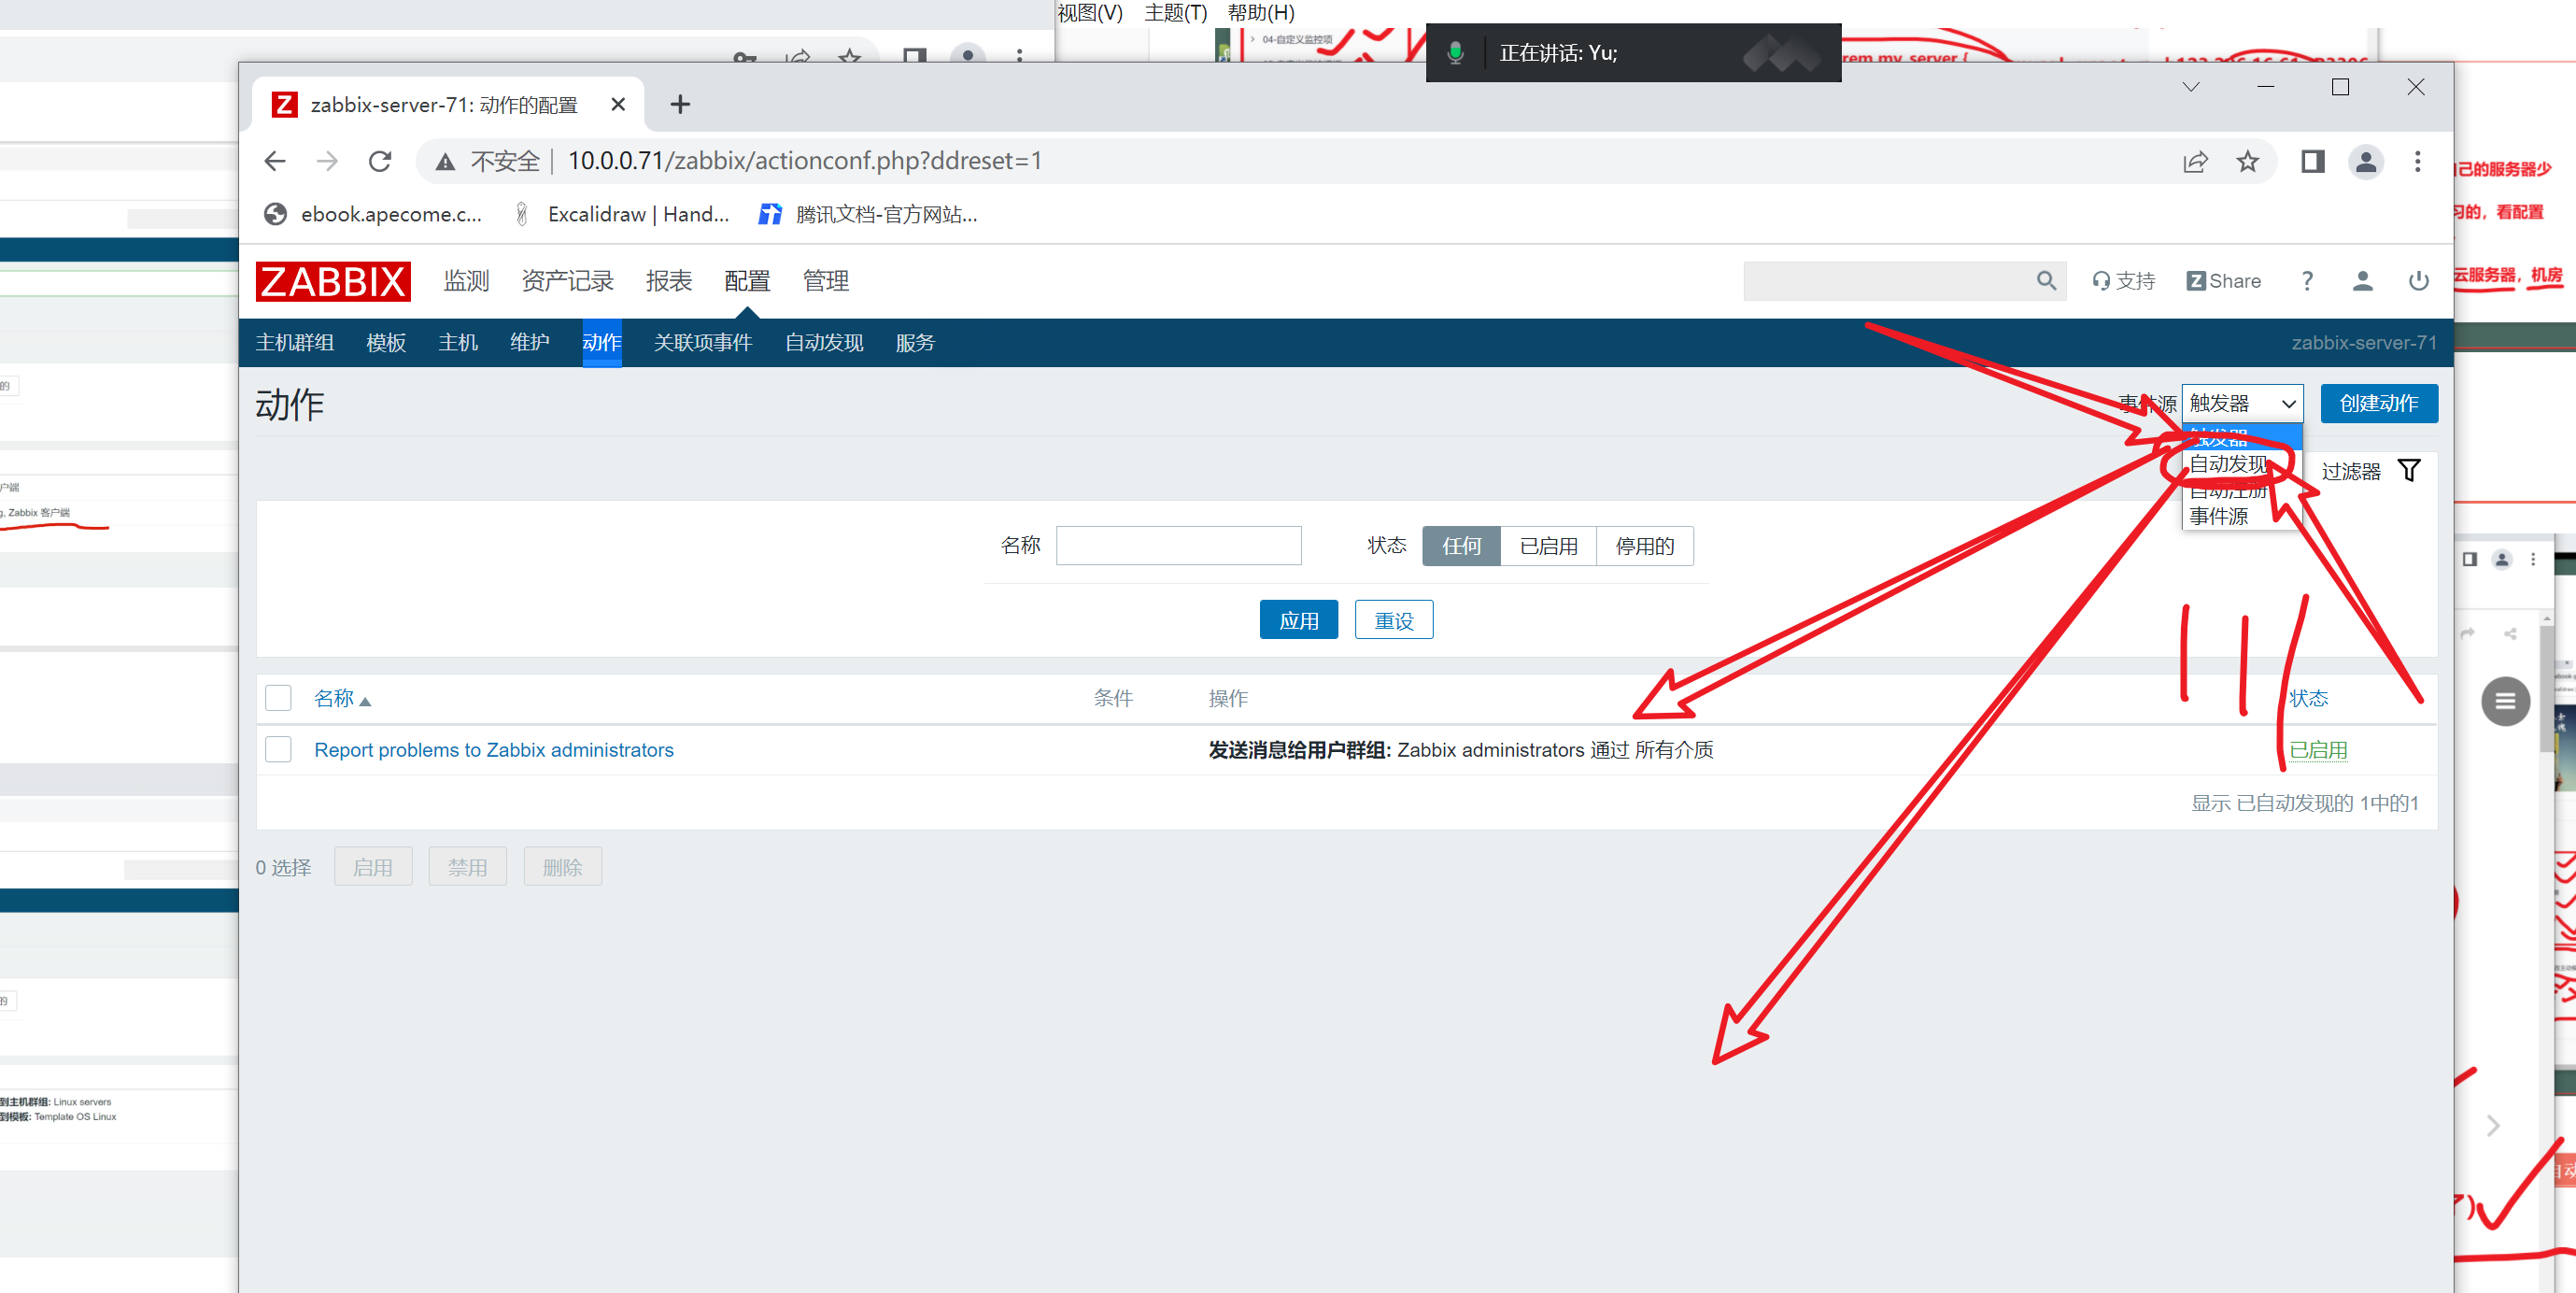 视图(V) 主题(T) 帮助(H)
04-自定义监控项
正在讲话: Yu;
zabbix-server-71: 动作的配置
不安全 10.0.0.71/zabbix/actionconf.php?ddreset=1
己的服务器少
ebook.apecome.c... Excalidraw | Hand... 腾讯文档-官方网站...
习的，看配置
云服务器，机房
ZABBIX 监测 资产记录 报表 配置 管理 支持 Z Share ?
主机群组 模板 主机 维护 动作 关联项事件 自动发现 服务 zabbix-server-71
动作 事件源 触发器 创建动作
触发器
自动发现
自动注册
事件源
过滤器
户端
g, Zabbix 客户端
名称 状态 任何 已启用 停用的
应用 重设
名称 条件 操作 状态
Report problems to Zabbix administrators 发送消息给用户群组: Zabbix administrators 通过 所有介质 已启用
显示 已自动发现的 1中的1
0 选择 启用 禁用 删除
到主机群组: Linux servers
到模板: Template OS Linux